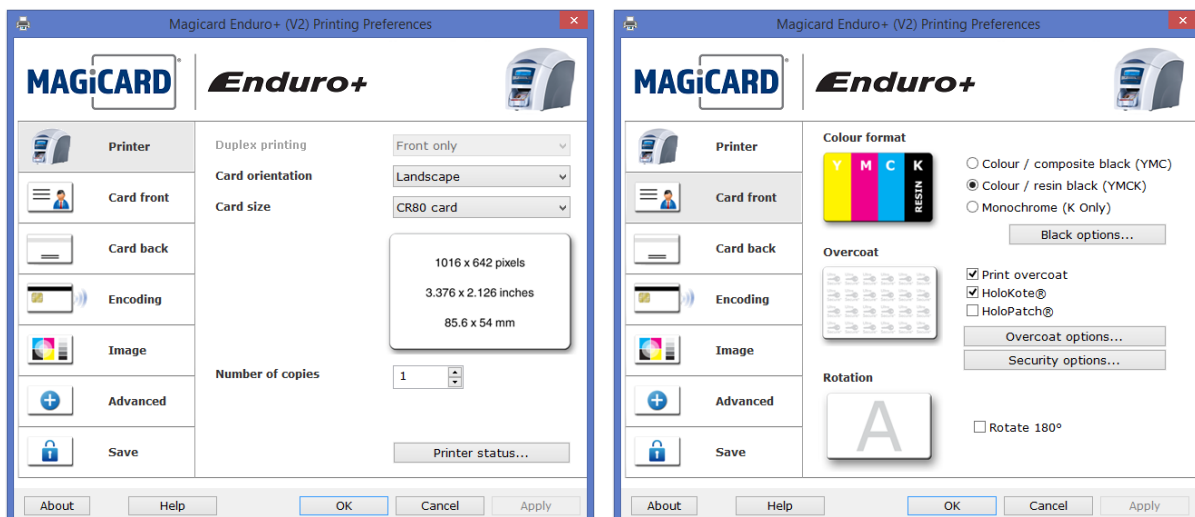 Magicard Enduro+ (V2) Printing Preferences
MAGiCARD
Enduro+
Printer
Card front
Card back
Encoding
Image
Advanced
Save
Duplex printing
Front only
Card orientation
Landscape
Card size
CR80 card
1016 x 642 pixels
3.376 x 2.126 inches
85.6 x 54 mm
Number of copies
1
Printer status...
About
Help
OK
Cancel
Apply
Magicard Enduro+ (V2) Printing Preferences
MAGiCARD
Enduro+
Printer
Card front
Card back
Encoding
Image
Advanced
Save
Colour format
Y M C K
RESIN
Colour / composite black (YMC)
Colour / resin black (YMCK)
Monochrome (K Only)
Black options...
Overcoat
Print overcoat
HoloKote®
HoloPatch®
Overcoat options...
Security options...
Rotation
A
Rotate 180º
About
Help
OK
Cancel
Apply